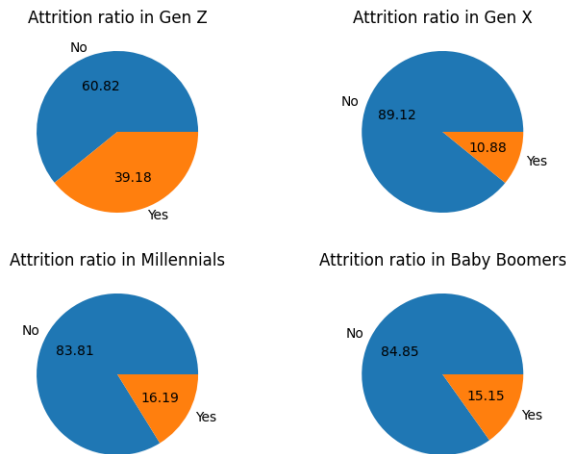 Attrition ratio in Gen Z
No
60.82
39.18
Yes
Attrition ratio in Gen X
No
89.12
10.88
Yes
Attrition ratio in Millennials
No
83.81
16.19
Yes
Attrition ratio in Baby Boomers
No
84.85
15.15
Yes